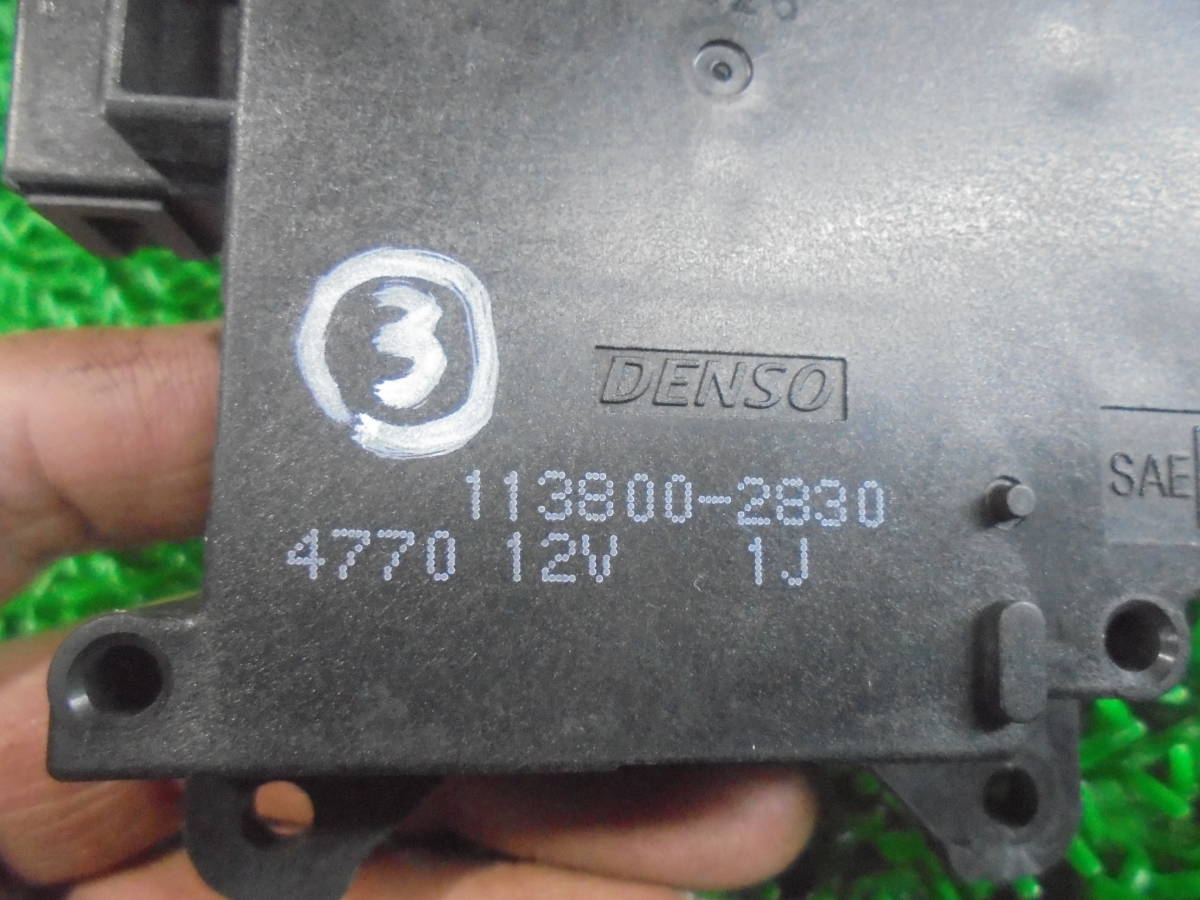 3
DENSO
113800-2830
SAE
4770 12V 1J